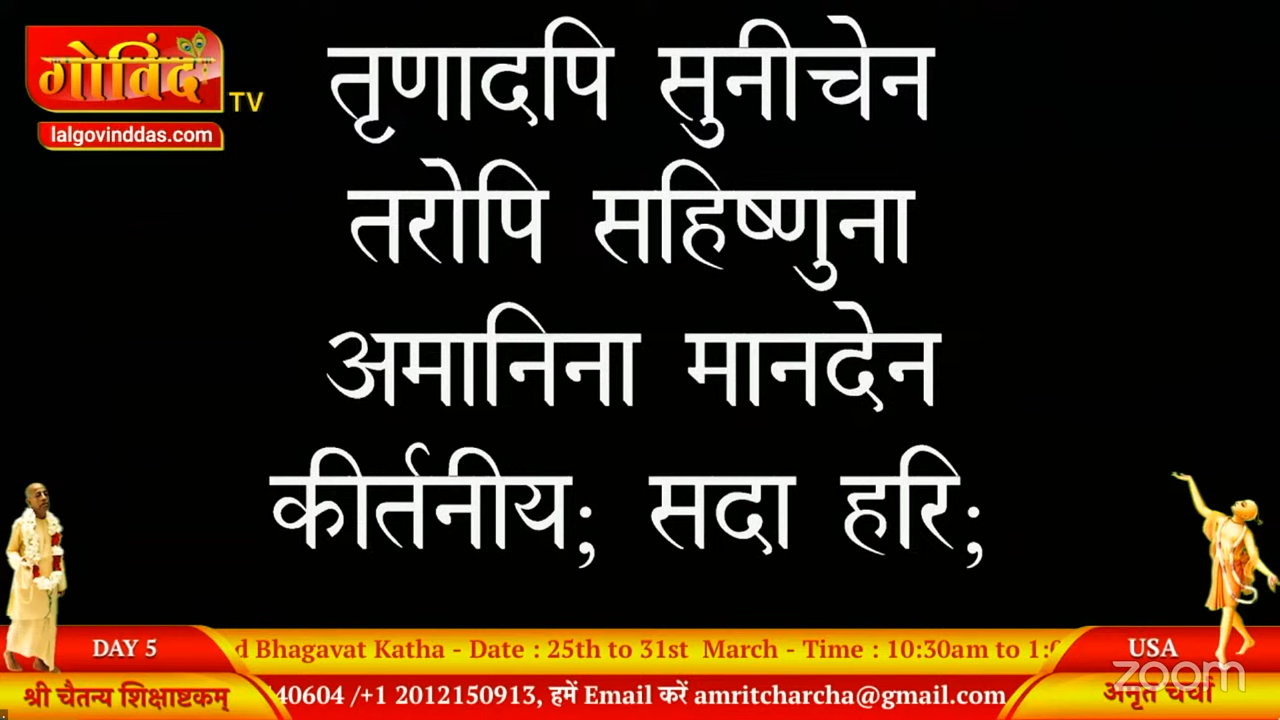 गोविंद TV
lalgovinddas.com
तृणादपि सुनीचेन
तरोपि सहिष्णुना
अमानिना मानदेन
कीर्तनीय; सदा हरि;
DAY 5
d Bhagavat Katha - Date : 25th to 31st March - Time : 10:30am to 1:0
USA
zoom
श्री चैतन्य शिक्षाष्टकम्
40604 /+1 2012150913, हमें Email करें amritcharcha@gmail.com
अमृत चर्चा